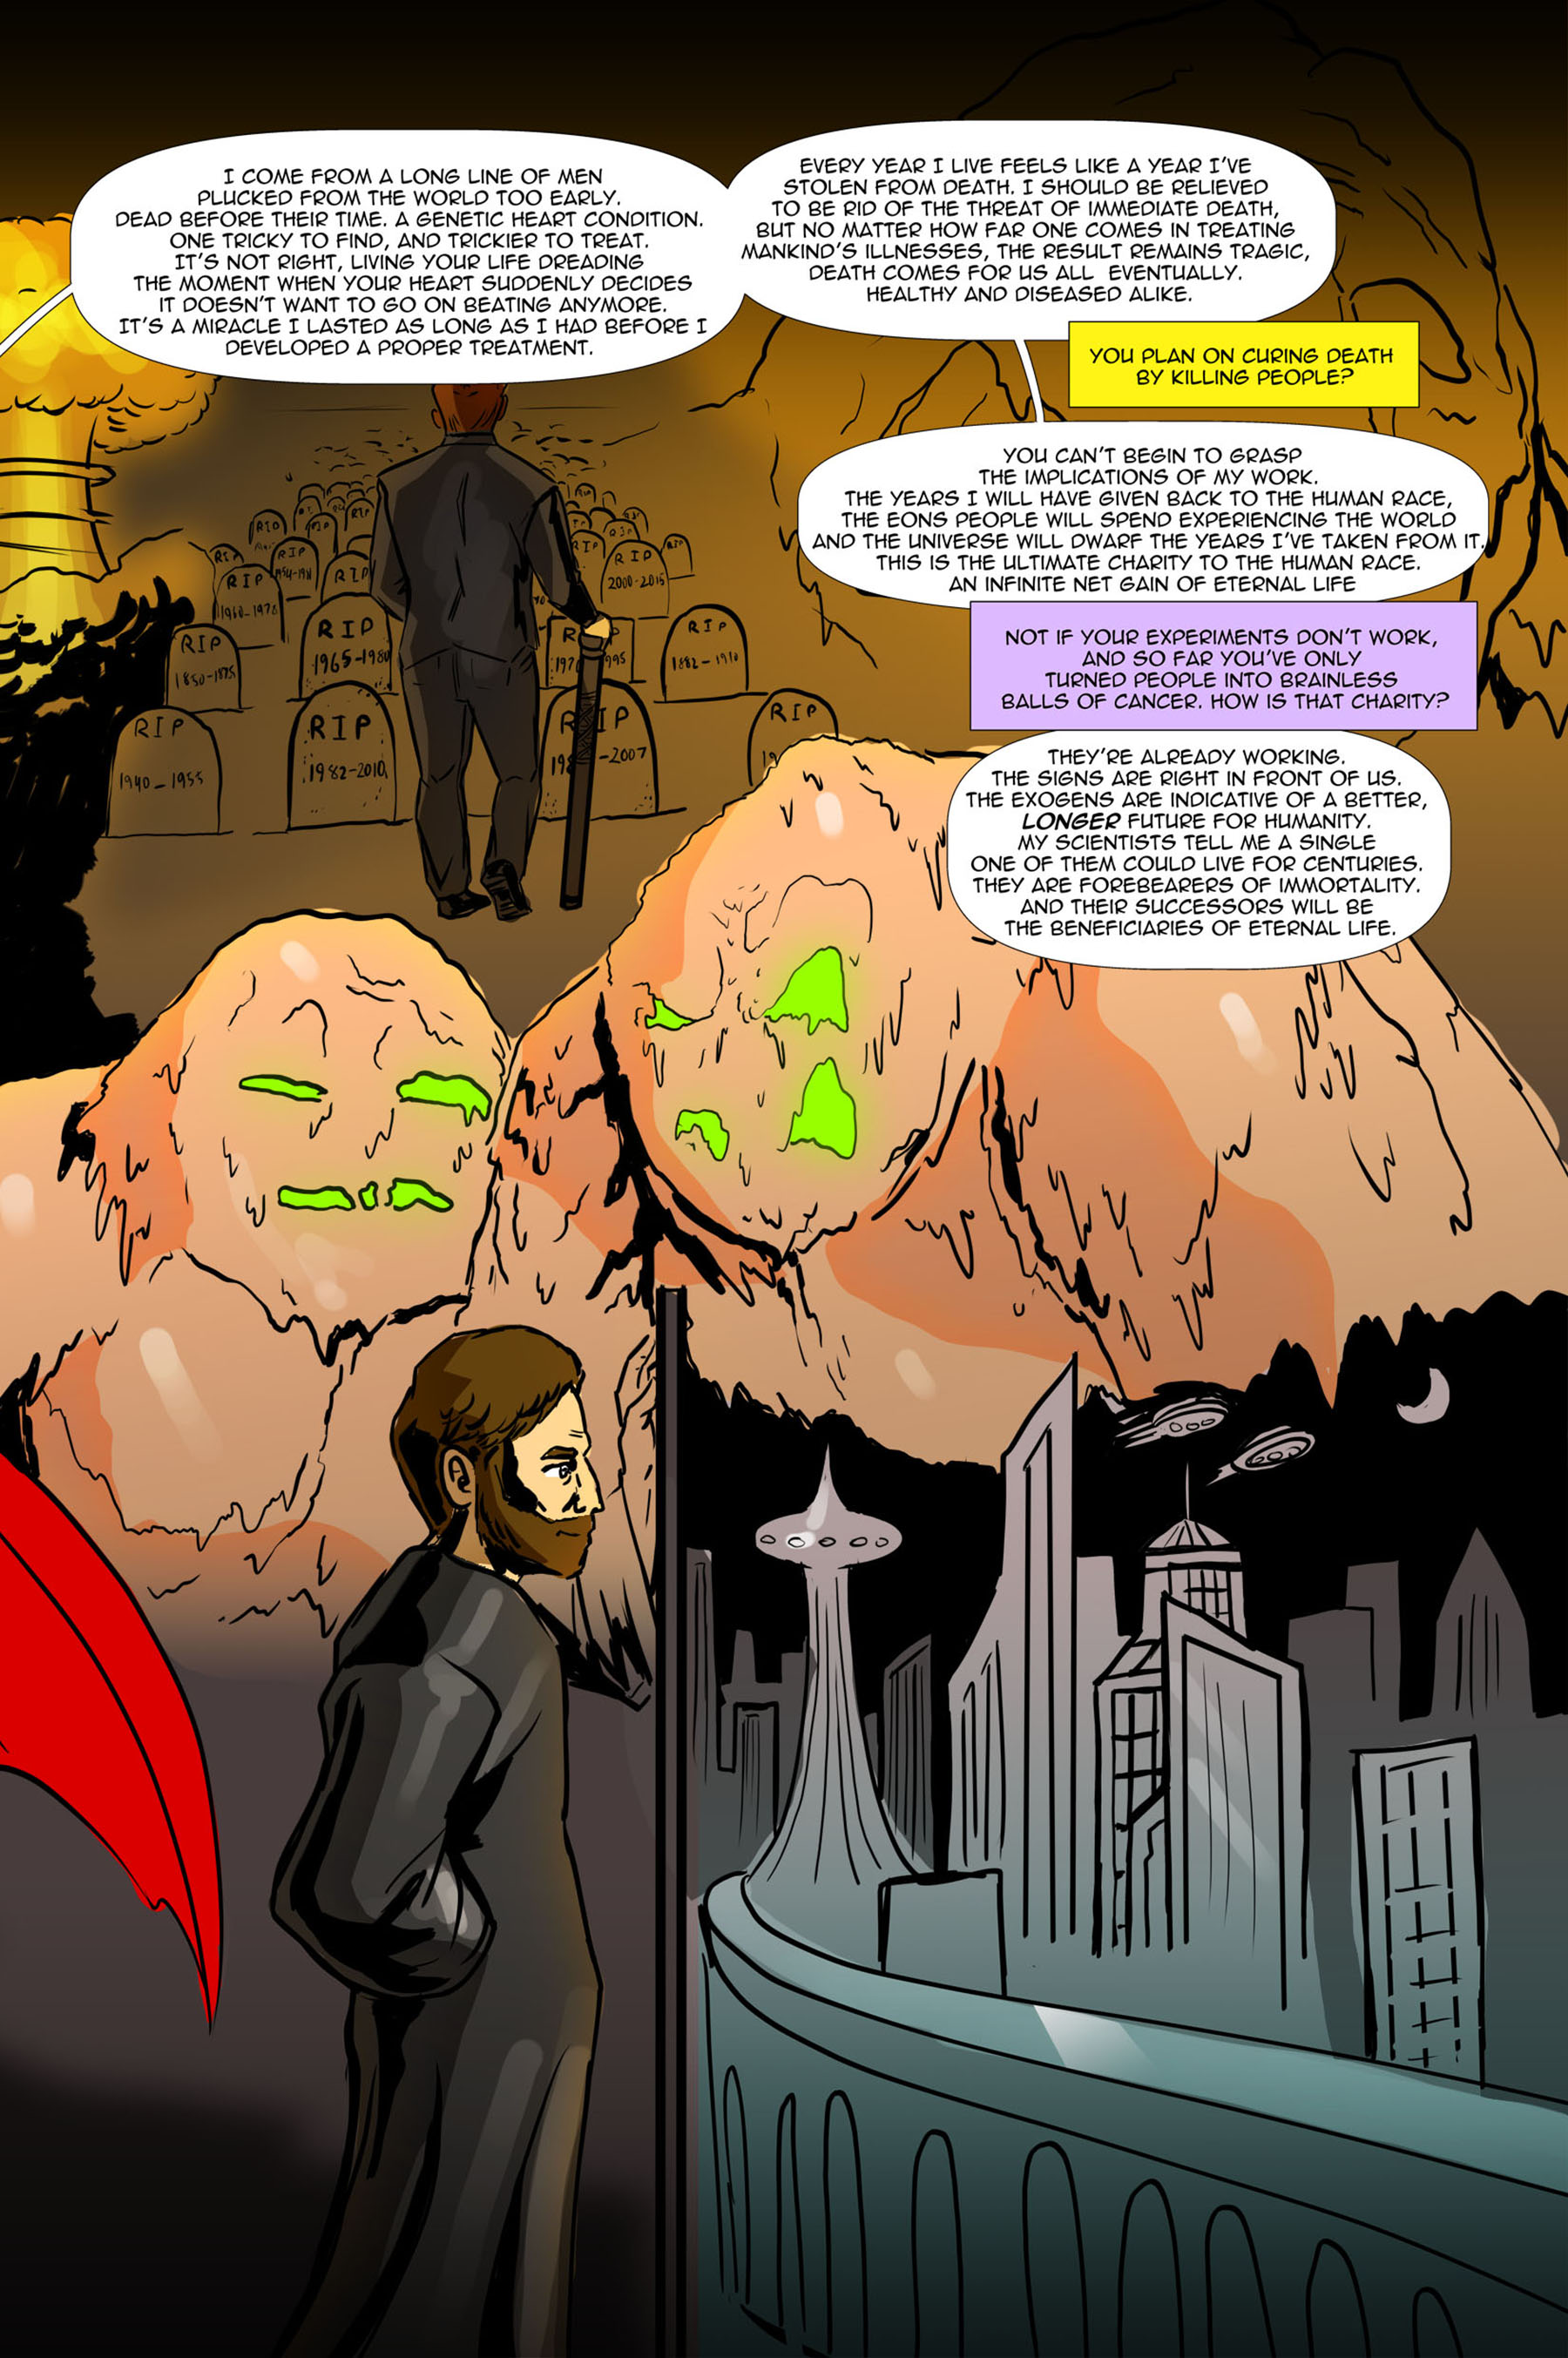 I COME FROM A LONG LINE OF MEN
PLUCKED FROM THE WORLD TOO EARLY.
DEAD BEFORE THEIR TIME. A GENETIC HEART CONDITION.
ONE TRICKY TO FIND, AND TRICKIER TO TREAT.
IT'S NOT RIGHT, LIVING YOUR LIFE DREADING
THE MOMENT WHEN YOUR HEART SUDDENLY DECIDES
IT DOESN'T WANT TO GO ON BEATING ANYMORE.
IT'S A MIRACLE I LASTED AS LONG AS I HAD BEFORE I
DEVELOPED A PROPER TREATMENT.
EVERY YEAR I LIVE FEELS LIKE A YEAR I'VE
STOLEN FROM DEATH. I SHOULD BE RELIEVED
TO BE RID OF THE THREAT OF IMMEDIATE DEATH,
BUT NO MATTER HOW FAR ONE COMES IN TREATING
MANKIND'S ILLNESSES, THE RESULT REMAINS TRAGIC,
DEATH COMES FOR US ALL EVENTUALLY.
HEALTHY AND DISEASED ALIKE.
YOU PLAN ON CURING DEATH
BY KILLING PEOPLE?
YOU CAN'T BEGIN TO GRASP
THE IMPLICATIONS OF MY WORK.
THE YEARS I WILL HAVE GIVEN BACK TO THE HUMAN RACE,
THE EONS PEOPLE WILL SPEND EXPERIENCING THE WORLD
AND THE UNIVERSE WILL DWARF THE YEARS I'VE TAKEN FROM IT.
THIS IS THE ULTIMATE CHARITY TO THE HUMAN RACE.
AN INFINITE NET GAIN OF ETERNAL LIFE
NOT IF YOUR EXPERIMENTS DON'T WORK,
AND SO FAR YOU'VE ONLY
TURNED PEOPLE INTO BRAINLESS
BALLS OF CANCER. HOW IS THAT CHARITY?
THEY'RE ALREADY WORKING.
THE SIGNS ARE RIGHT IN FRONT OF US.
THE EXOGENS ARE INDICATIVE OF A BETTER,
LONGER FUTURE FOR HUMANITY.
MY SCIENTISTS TELL ME A SINGLE
ONE OF THEM COULD LIVE FOR CENTURIES.
THEY ARE FOREBEARERS OF IMMORTALITY.
AND THEIR SUCCESSORS WILL BE
THE BENEFICIARIES OF ETERNAL LIFE.
RIP
RIP
RIP
RIP
RIP
RIP
2000-2015
RIP
1960-1978
RIP
1850-1875
RIP
1965-1980
RIP
1882-1910
RIP
1940-1955
RIP
1982-2010
RIP
-2007
RIP